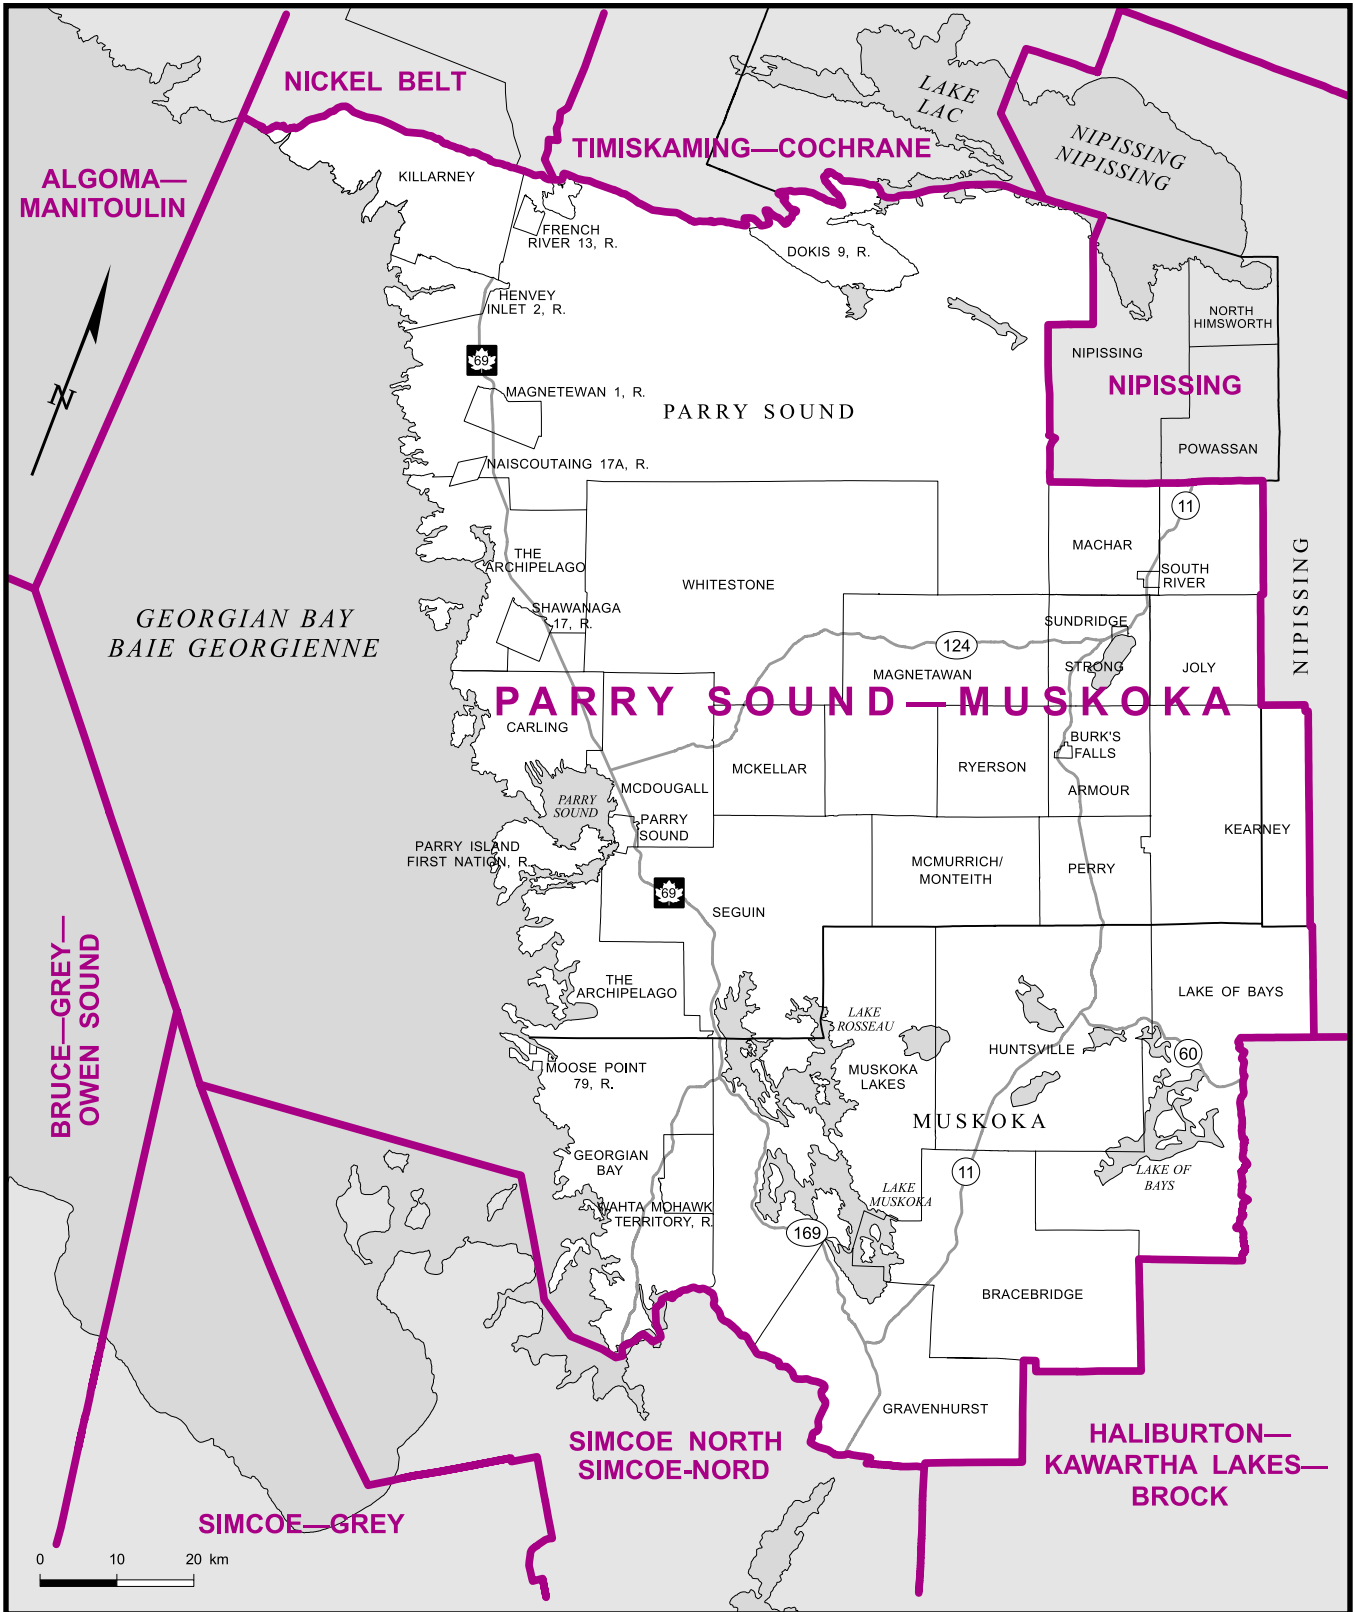 NICKEL BELT
LAKE
LAC
NIPISSING
NIPISSING
TIMISKAMING—COCHRANE
ALGOMA—
MANITOULIN
KILLARNEY
FRENCH
RIVER 13, R.
DOKIS 9, R.
HENVEY
INLET 2, R.
NORTH
HIMSWORTH
69
NIPISSING
NIPISSING
N
MAGNETEWAN 1, R.
PARRY SOUND
POWASSAN
NAISCOUTAING 17A, R.
11
MACHAR
THE
ARCHIPELAGO
SOUTH
RIVER
WHITESTONE
NIPISSING
SHAWANAGA
17, R.
SUNDRIDGE
GEORGIAN BAY
BAIE GEORGIENNE
124
MAGNETAWAN
STRONG
JOLY
PARRY SOUND—MUSKOKA
CARLING
BURK'S
FALLS
MCKELLAR
RYERSON
MCDOUGALL
ARMOUR
PARRY
SOUND
PARRY
SOUND
KEARNEY
PARRY ISLAND
FIRST NATION, R.
MCMURRICH/
MONTEITH
PERRY
69
SEGUIN
BRUCE—GREY—
OWEN SOUND
THE
ARCHIPELAGO
LAKE OF BAYS
LAKE
ROSSEAU
HUNTSVILLE
60
MOOSE POINT
79, R.
MUSKOKA
LAKES
MUSKOKA
GEORGIAN
BAY
11
LAKE OF
BAYS
LAKE
MUSKOKA
WAHTA MOHAWK
TERRITORY, R.
169
BRACEBRIDGE
GRAVENHURST
SIMCOE NORTH
SIMCOE-NORD
HALIBURTON—
KAWARTHA LAKES—
BROCK
SIMCOE—GREY
0 10 20 km